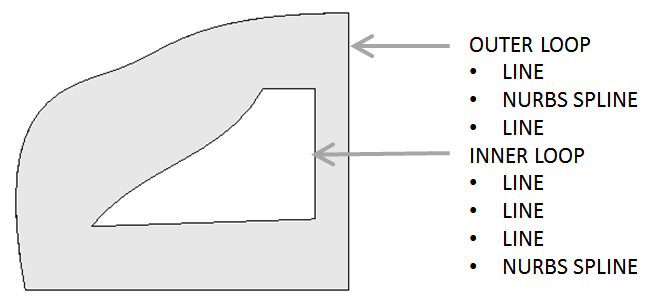 OUTER LOOP
• LINE
• NURBS SPLINE
• LINE
INNER LOOP
• LINE
• LINE
• LINE
• NURBS SPLINE